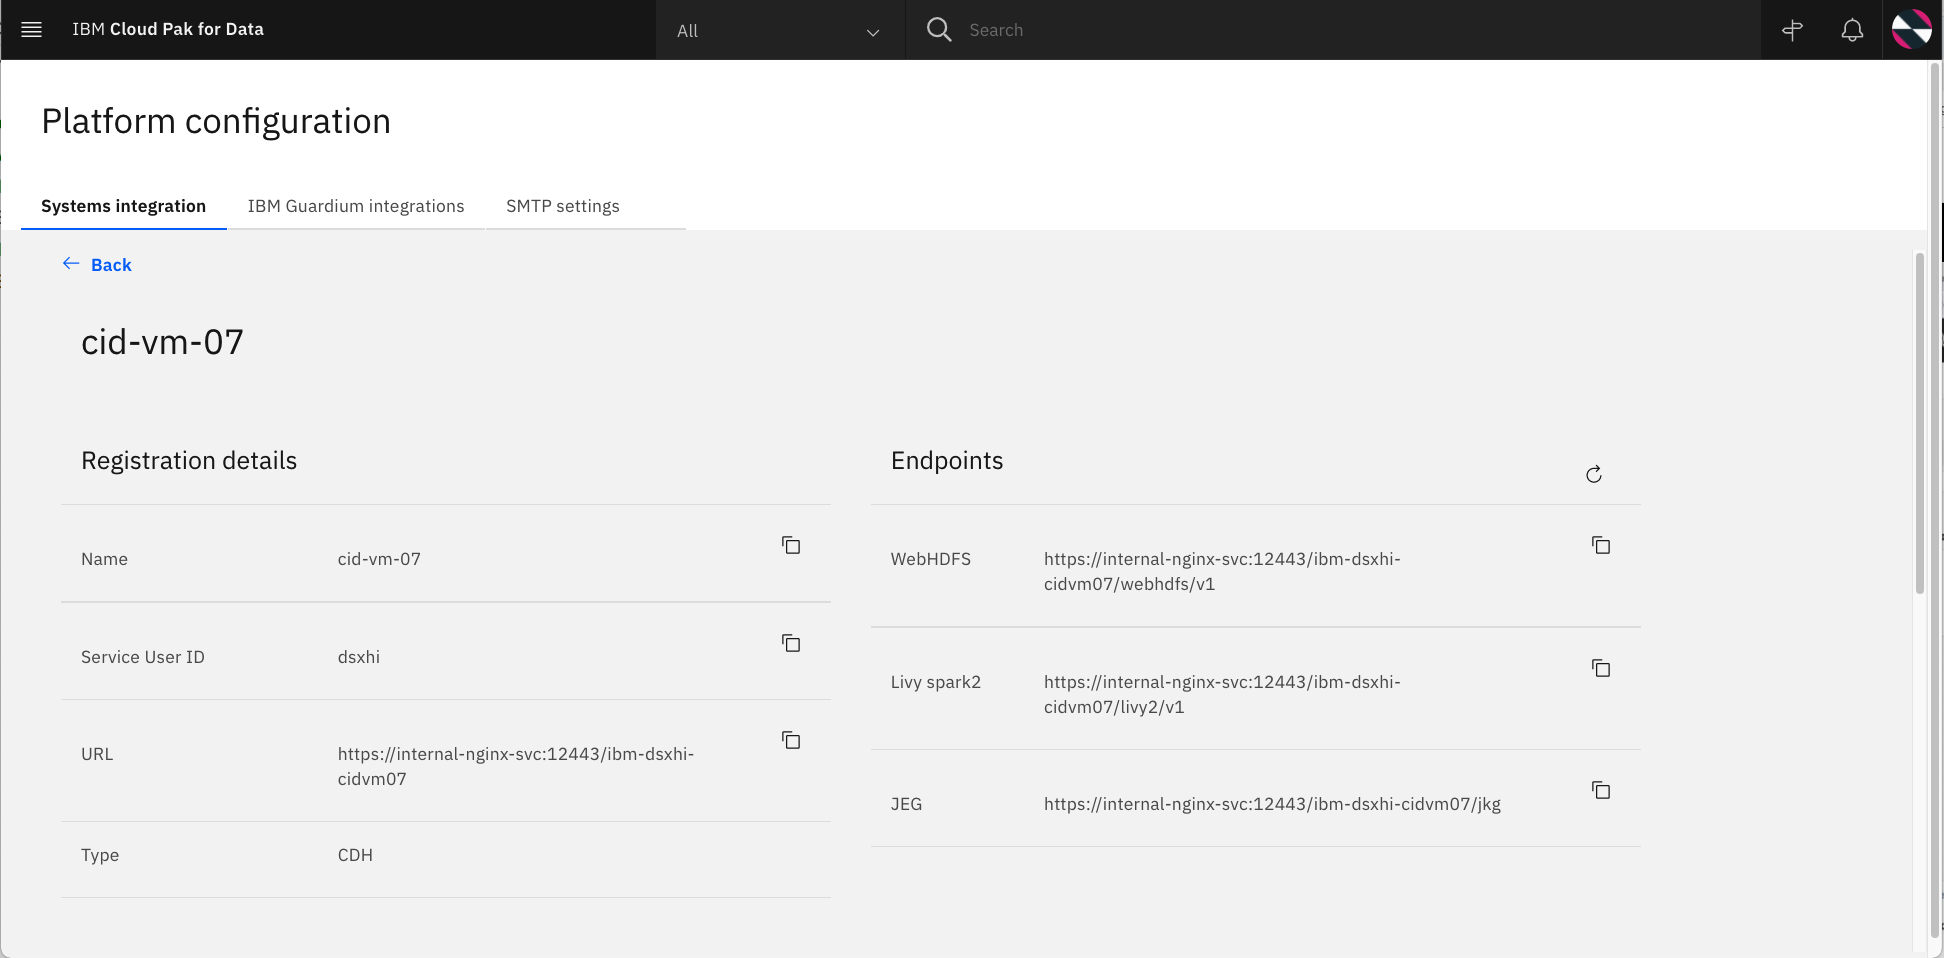 IBM Cloud Pak for Data
All
Search
Platform configuration
Systems integration
IBM Guardium integrations
SMTP settings
Back
cid-vm-07
Registration details
Name
cid-vm-07
Service User ID
dsxhi
URL
https://internal-nginx-svc:12443/ibm-dsxhi-
cidvm07
Type
CDH
Endpoints
WebHDFS
https://internal-nginx-svc:12443/ibm-dsxhi-
cidvm07/webhdfs/v1
Livy spark2
https://internal-nginx-svc:12443/ibm-dsxhi-
cidvm07/livy2/v1
JEG
https://internal-nginx-svc:12443/ibm-dsxhi-cidvm07/jkg